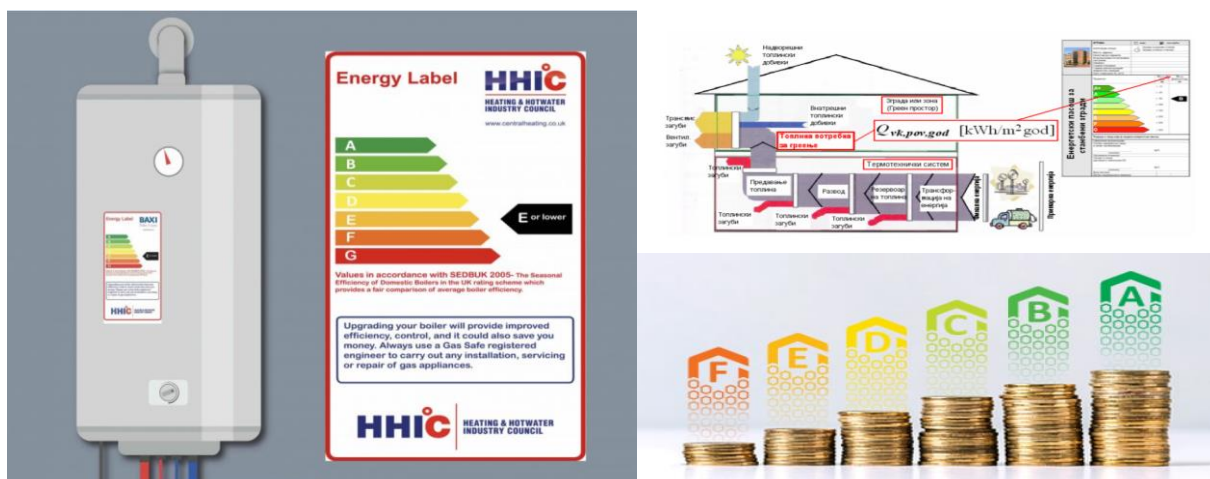 Energy Label
HHIC
HEATING & HOTWATER
INDUSTRY COUNCIL
www.centralheating.co.uk
A
B
C
D
E
F
G
E or lower
Values in accordance with SEDBUK 2005- The Seasonal
Efficiency of Domestic Boilers in the UK rating scheme which
provides a fair comparison of average boiler efficiency.
Upgrading your boiler will provide improved
efficiency, control, and it could also save you
money. Always use a Gas Safe registered
engineer to carry out any installation, servicing
or repair of gas appliances.
HHIC
HEATING & HOTWATER
INDUSTRY COUNCIL
Energy Label
BAXI
HHIC
Надворешни
топлински
добивки
Зграда или зона
(Греен простор)
Внатрешни
топлински
добивки
Трансмис
загуби
Вентил.
загуби
Топлина потребна
за греење
Qvk,pov,god [kWh/m² god]
Топлински
загуби
Термотехнички систем
Предавање
топлина
Развод
Резервоар
на топлина
Трансфор-
мација на
енергија
Топлински
загуби
Топлински
загуби
Топлински
загуби
Примарна енергија
Енергетски пасош за
станбени згради
F
E
D
C
B
A